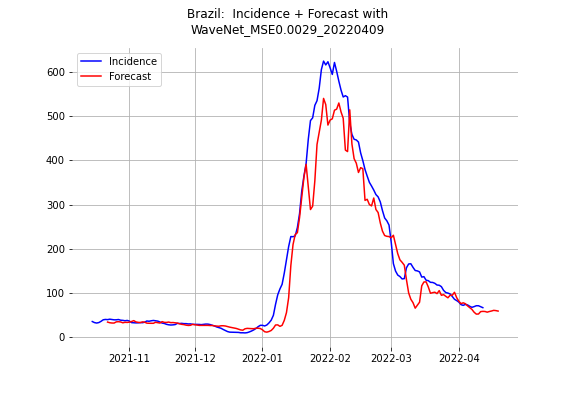 Brazil:  Incidence + Forecast with
WaveNet_MSE0.0029_20220409
Incidence
Forecast
600
500
400
300
200
100
0
2021-11 2021-12 2022-01 2022-02 2022-03 2022-04